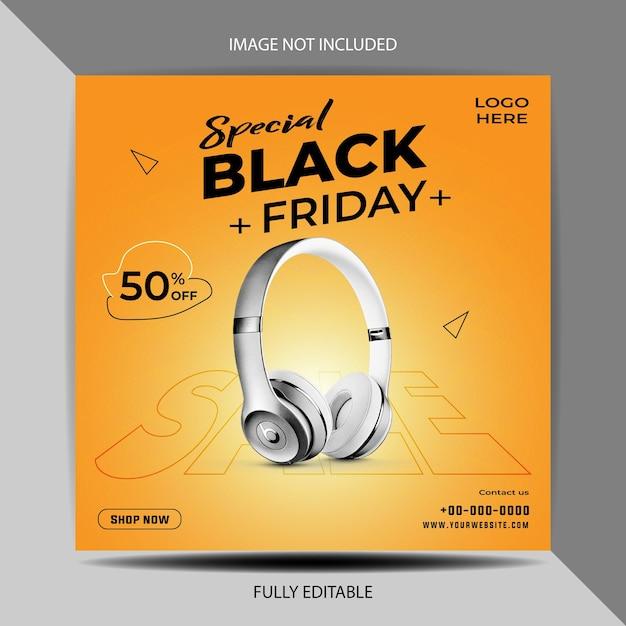 IMAGE NOT INCLUDED
LOGO
HERE
Special
BLACK
+ FRIDAY +
50%
OFF
SALE
b
Contact us
+00-000-0000
SHOP NOW
WWW.YOURWEBSITE.COM
FULLY EDITABLE